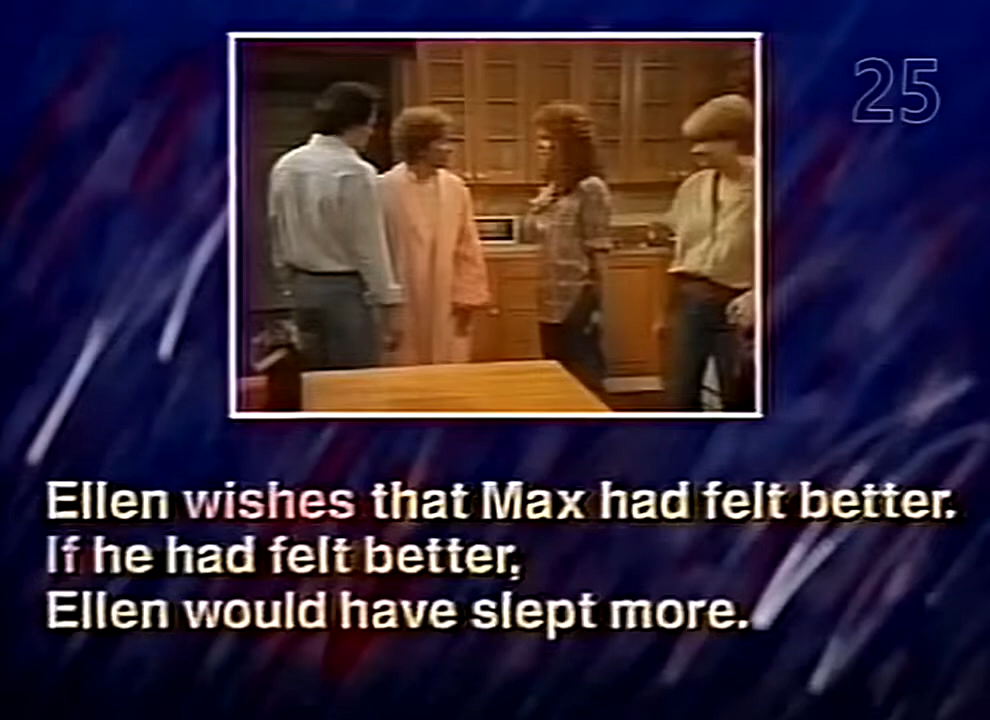 25
Ellen wishes that Max had felt better.
If he had felt better,
Ellen would have slept more.